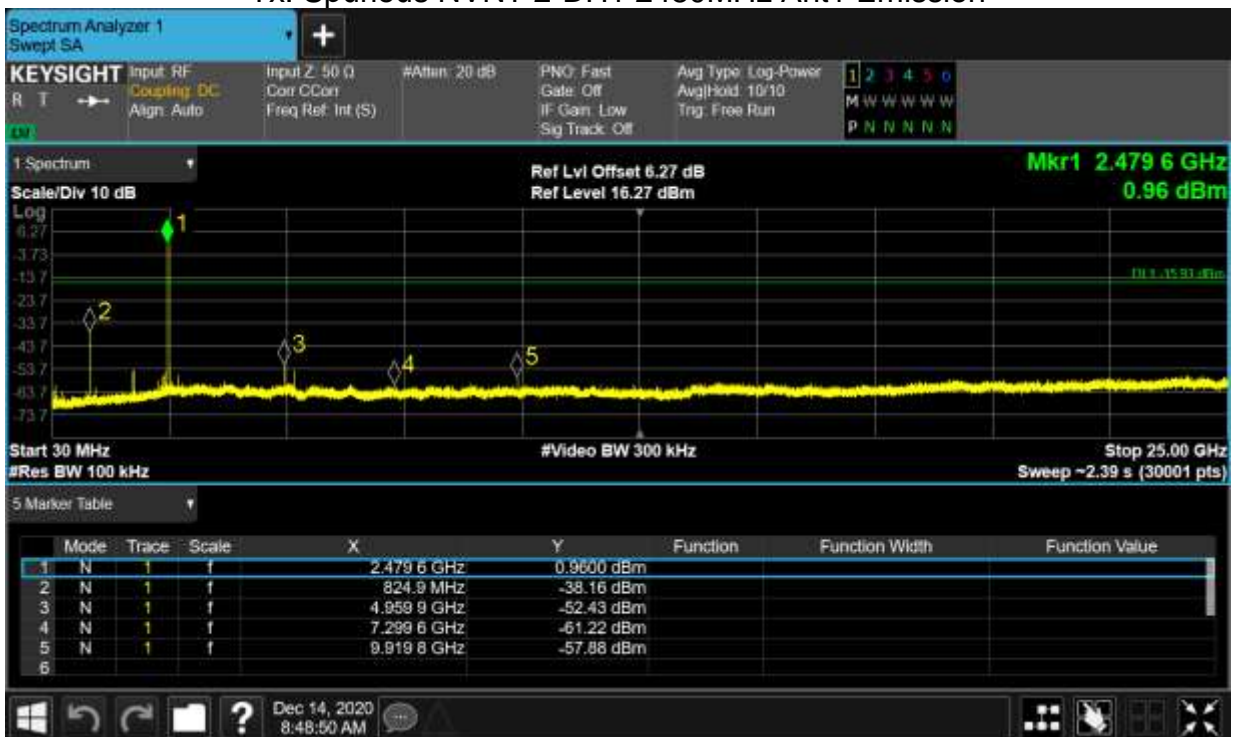 Spectrum Analyzer 1
Swept SA
+
KEYSIGHT
R T
Input: RF
Coupling: DC
Align: Auto
Input Z: 50 Ω
Corr CCorr
Freq Ref: Int (S)
#Atten: 20 dB
PNO: Fast
Gate: Off
IF Gain: Low
Sig Track: Off
Avg Type: Log-Power
Avg|Hold: 10/10
Trig: Free Run
1 2 3 4 5 6
M W W W W W
P N N N N N
1 Spectrum
Scale/Div 10 dB
Ref Lvl Offset 6.27 dB
Ref Level 16.27 dBm
Mkr1 2.479 6 GHz
0.96 dBm
Log
6.27
-3.73
-13.7
-23.7
-33.7
-43.7
-53.7
-63.7
-73.7
1
2
3
4
5
DL1 -15.93 dBm
Start 30 MHz
#Video BW 300 kHz
Stop 25.00 GHz
#Res BW 100 kHz
Sweep ~2.39 s (30001 pts)
5 Marker Table
Mode Trace Scale X Y Function Function Width Function Value
1 N 1 f 2.479 6 GHz 0.9600 dBm
2 N 1 f 824.9 MHz -38.16 dBm
3 N 1 f 4.959 9 GHz -52.43 dBm
4 N 1 f 7.299 6 GHz -61.22 dBm
5 N 1 f 9.919 8 GHz -57.88 dBm
6
?
Dec 14, 2020
8:48:50 AM